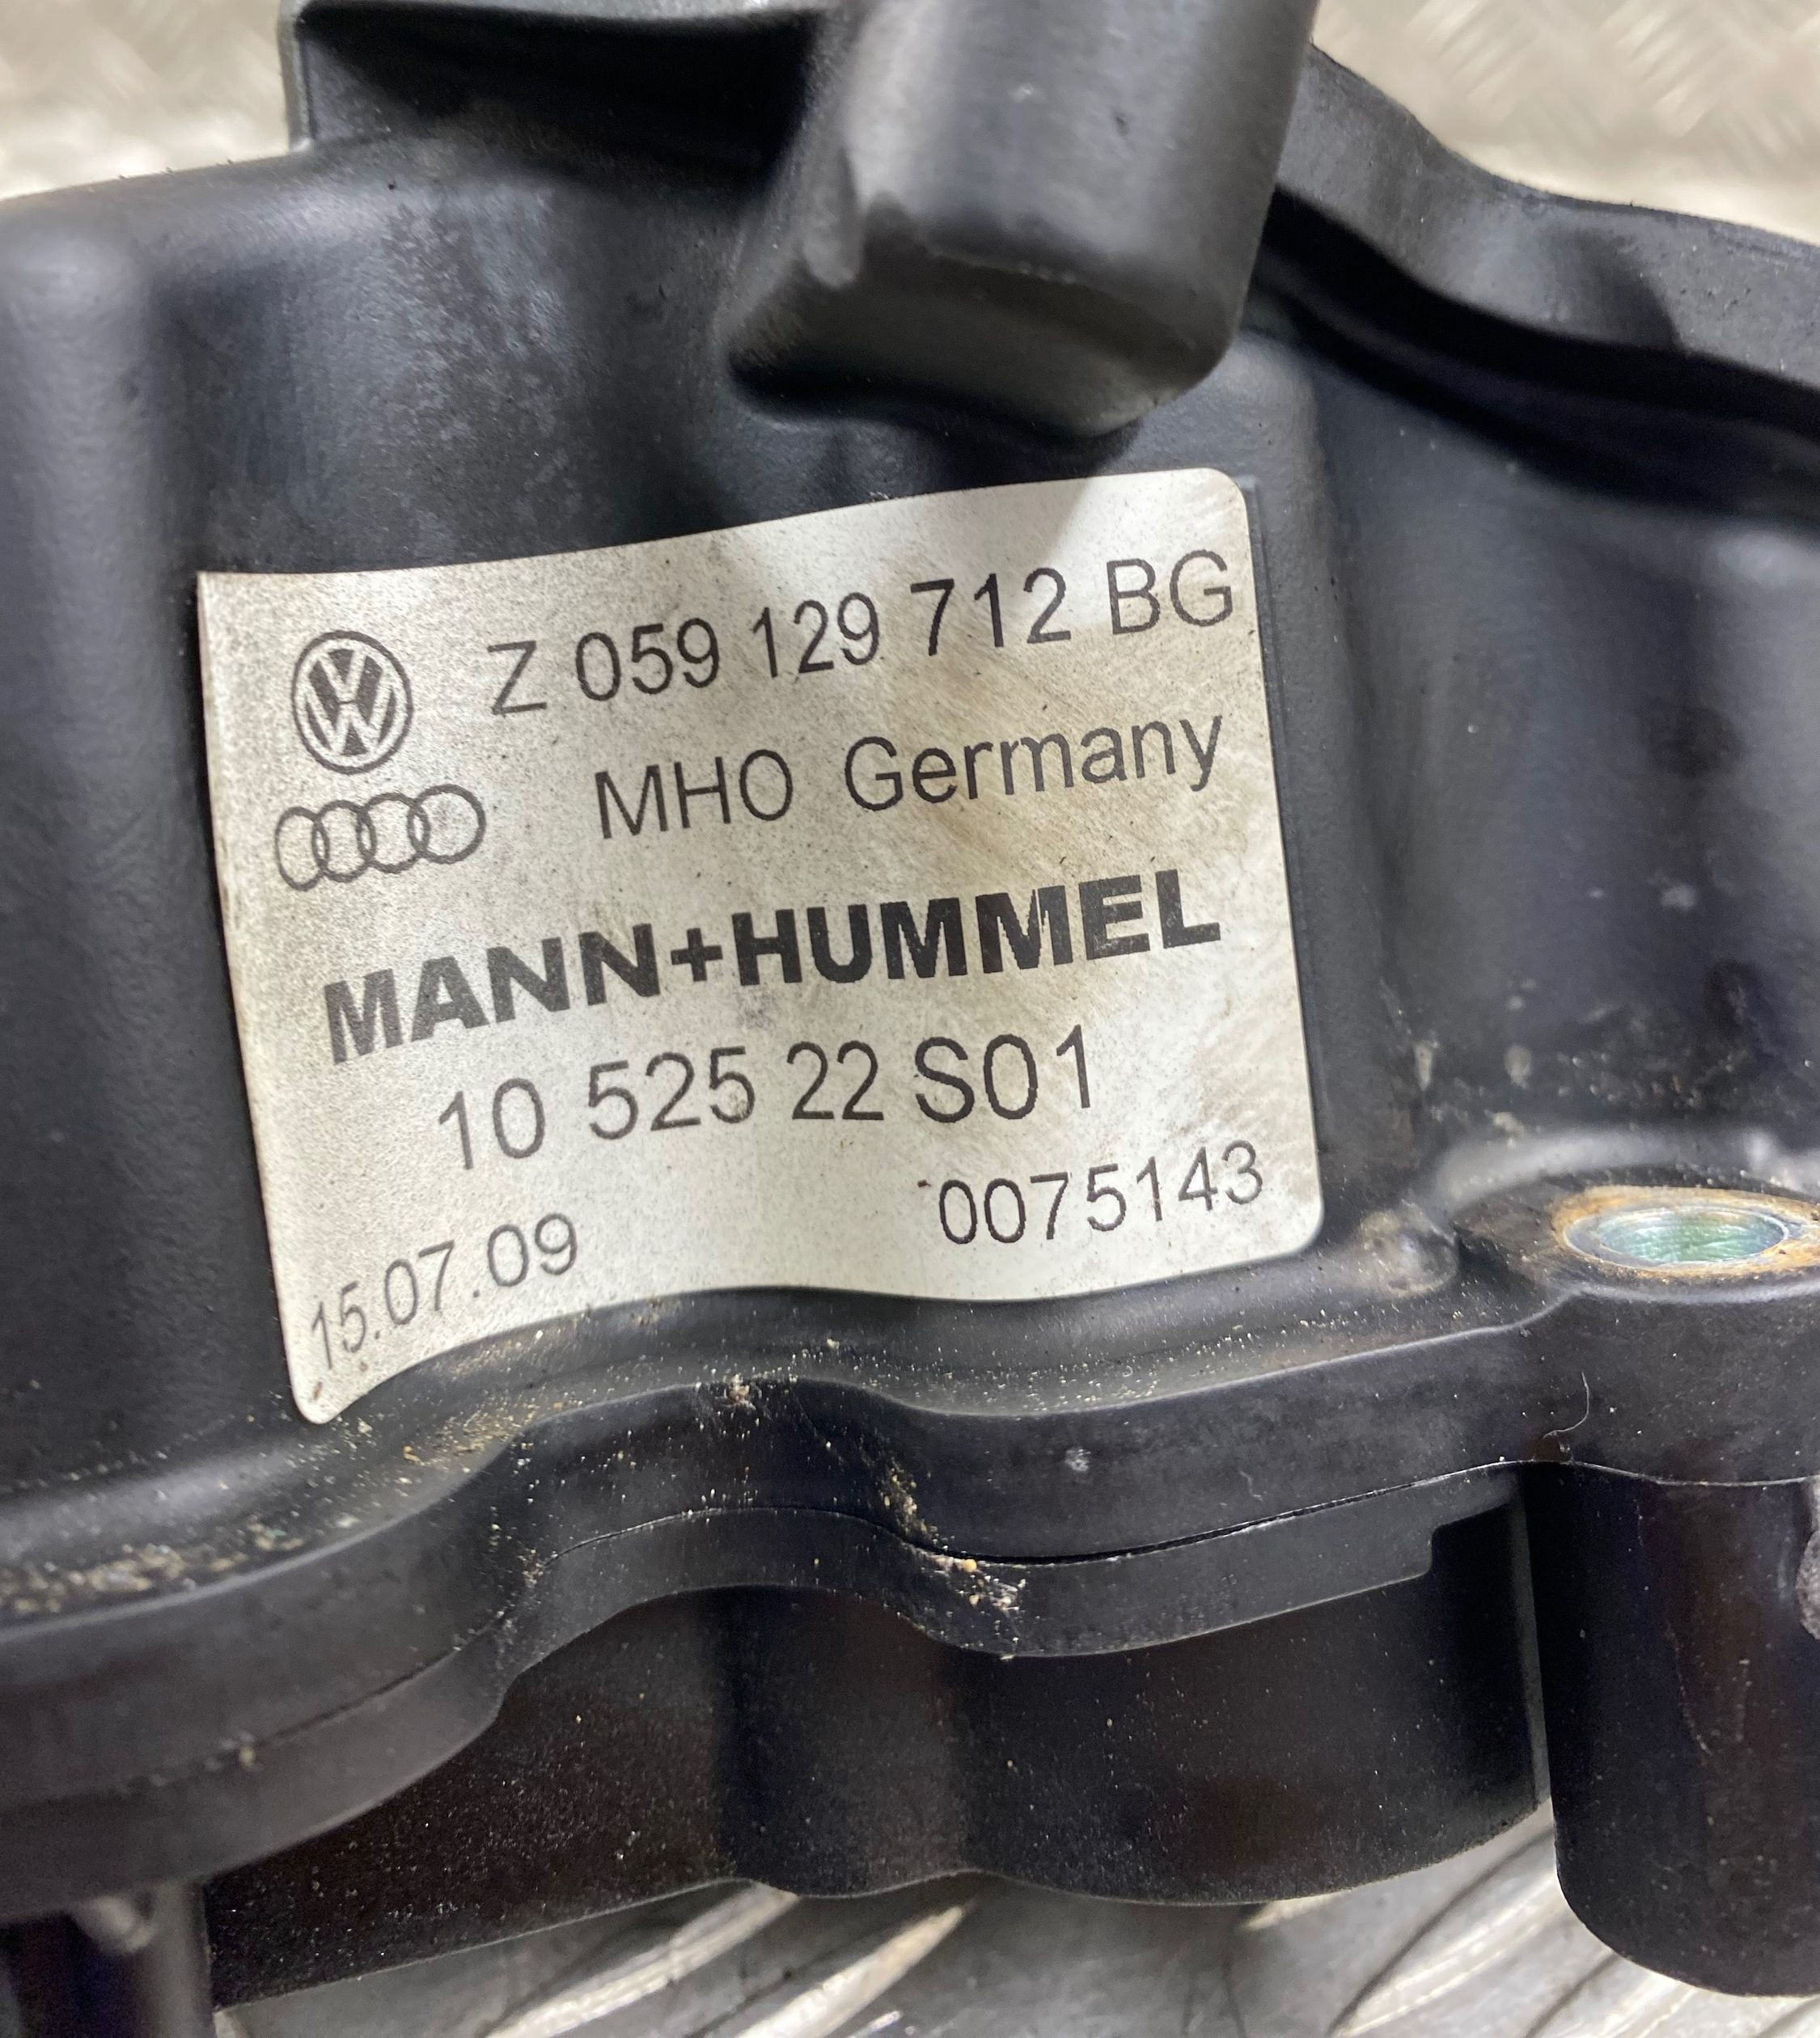 Z 059 129 712 BG
MHO Germany
MANN+HUMMEL
10 525 22 S01
15.07.09 0075143